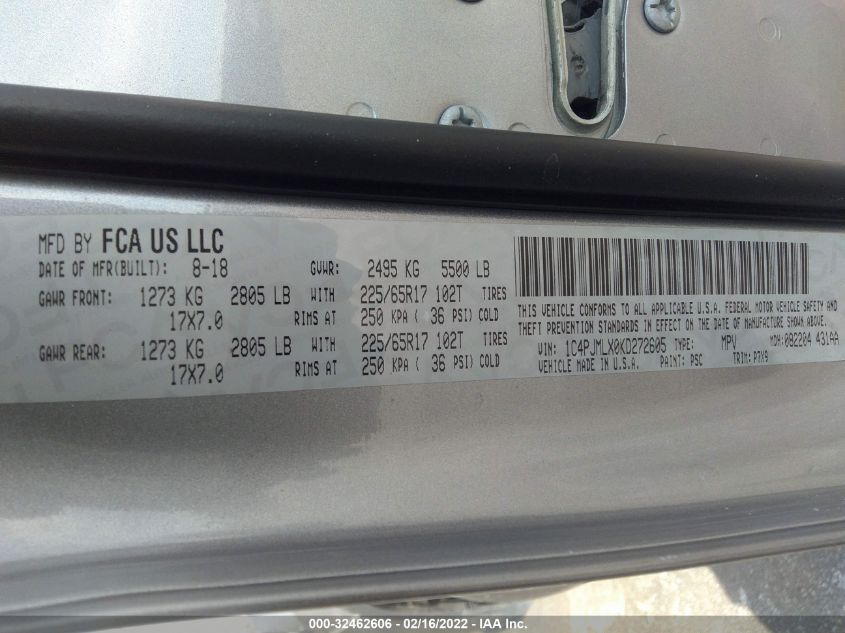 MFD BY FCA US LLC
DATE OF MFR(BUILT): 8-18 GVWR: 2495 KG 5500 LB
GAWR FRONT: 1273 KG 2805 LB WITH 225/65R17 102T TIRES
17X7.0 RIMS AT 250 KPA ( 36 PSI) COLD
GAWR REAR: 1273 KG 2805 LB WITH 225/65R17 102T TIRES
17X7.0 RIMS AT 250 KPA ( 36 PSI) COLD
THIS VEHICLE CONFORMS TO ALL APPLICABLE U.S.A. FEDERAL MOTOR VEHICLE SAFETY AND
THEFT PREVENTION STANDARDS IN EFFECT ON THE DATE OF MANUFACTURE SHOWN ABOVE.
VIN: 1C4PJMLX0KD272605 TYPE: MPV MDH: 082204 431AA
VEHICLE MADE IN U.S.A. PAINT: PSC TRIM: P7X9
000-32462606 - 02/16/2022 - IAA Inc.